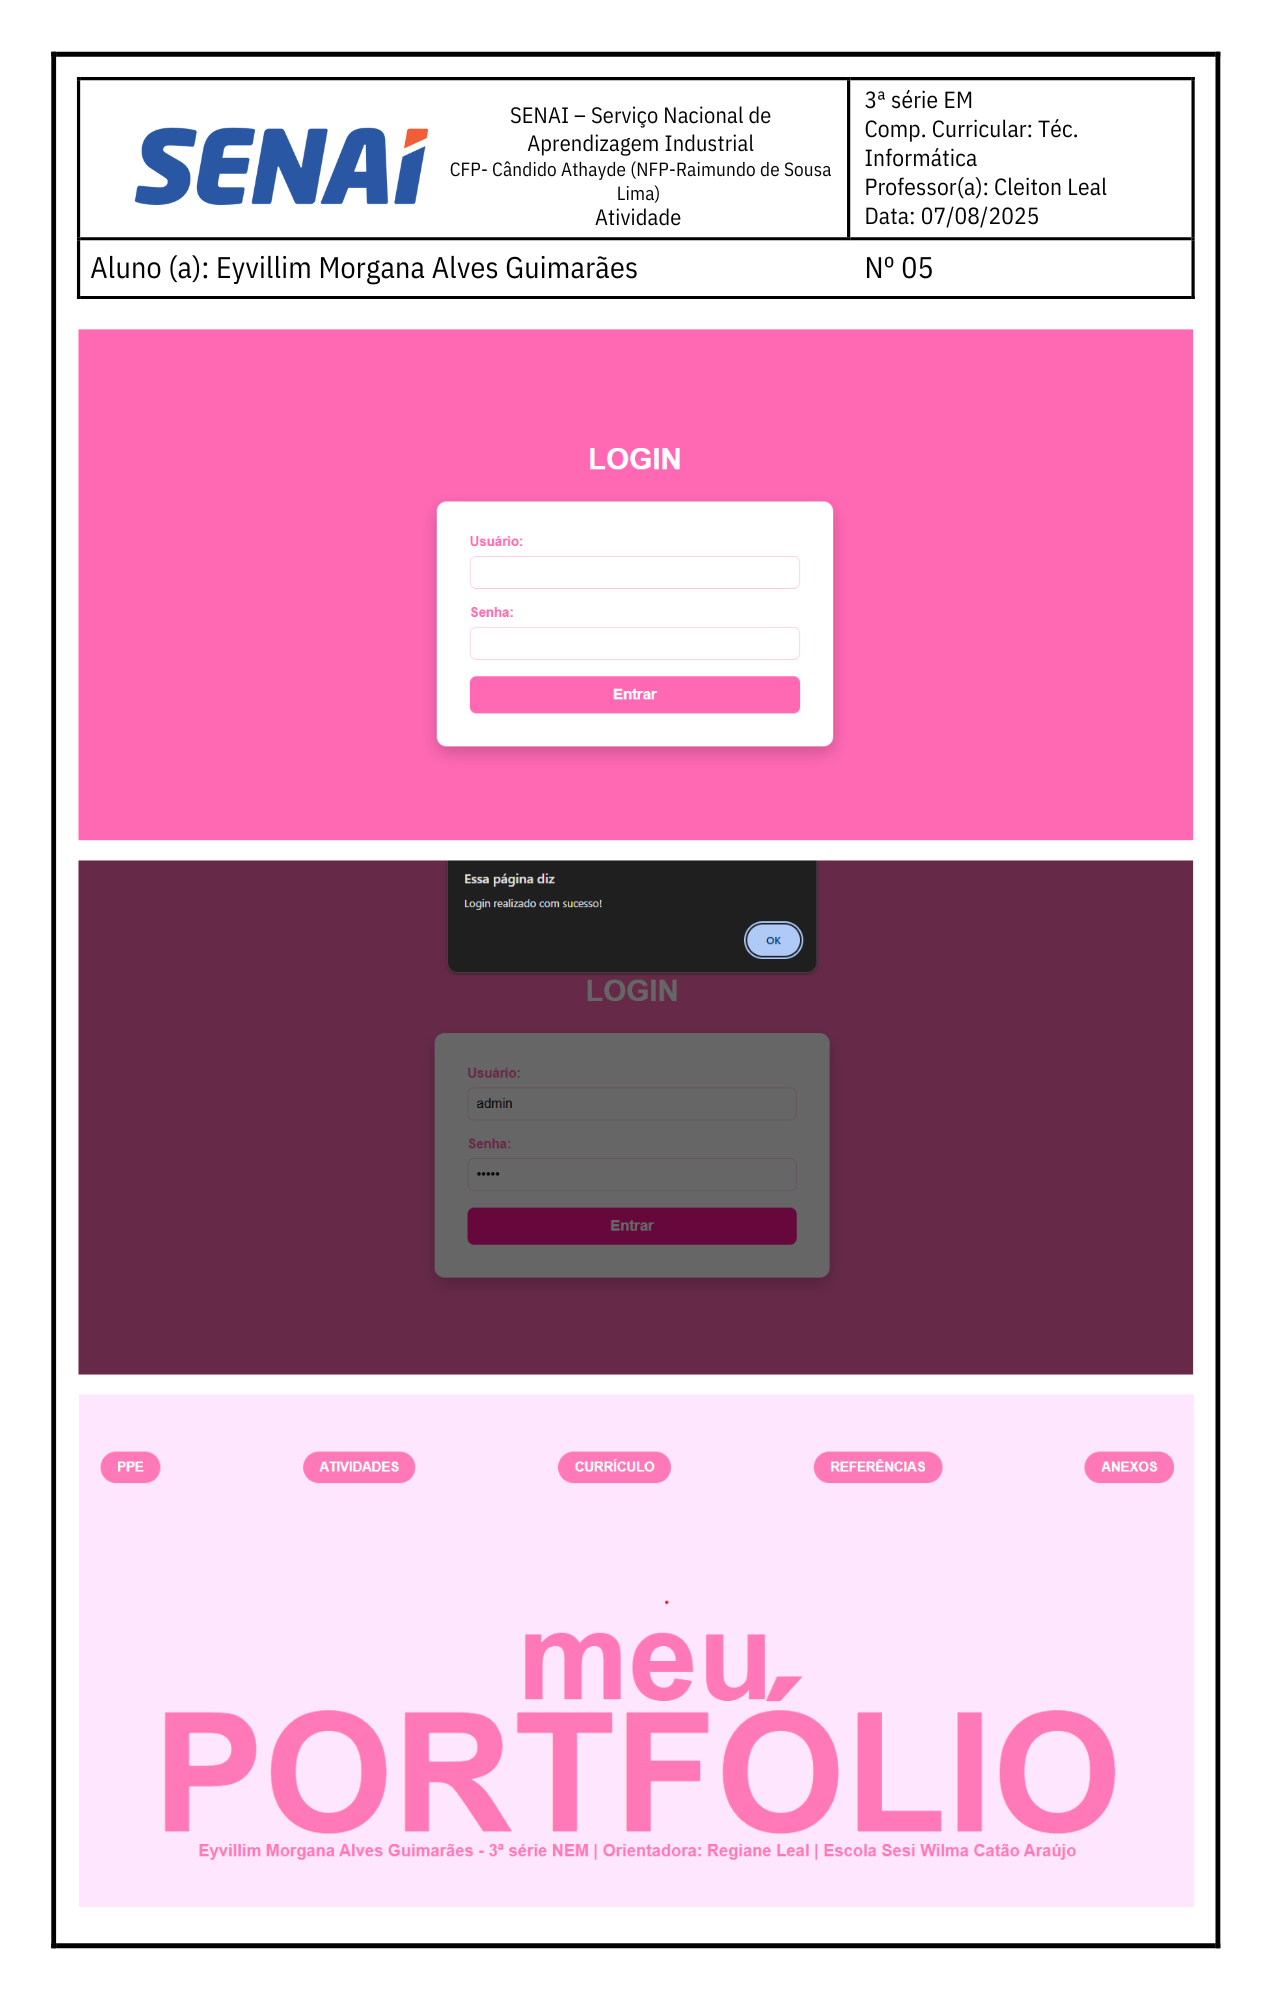 SENAI
SENAI – Serviço Nacional de
Aprendizagem Industrial
CFP- Cândido Athayde (NFP-Raimundo de Sousa
Lima)
Atividade
3ª série EM
Comp. Curricular: Téc.
Informática
Professor(a): Cleiton Leal
Data: 07/08/2025
Aluno (a): Eyvillim Morgana Alves Guimarães
Nº 05
LOGIN
Usuário:
Senha:
Entrar
Essa página diz
Login realizado com sucesso!
OK
LOGIN
Usuário:
admin
Senha:
•••••
Entrar
PPE
ATIVIDADES
CURRÍCULO
REFERÊNCIAS
ANEXOS
meu
PORTFÓLIO
Eyvillim Morgana Alves Guimarães - 3ª série NEM | Orientadora: Regiane Leal | Escola Sesi Wilma Catão Araújo